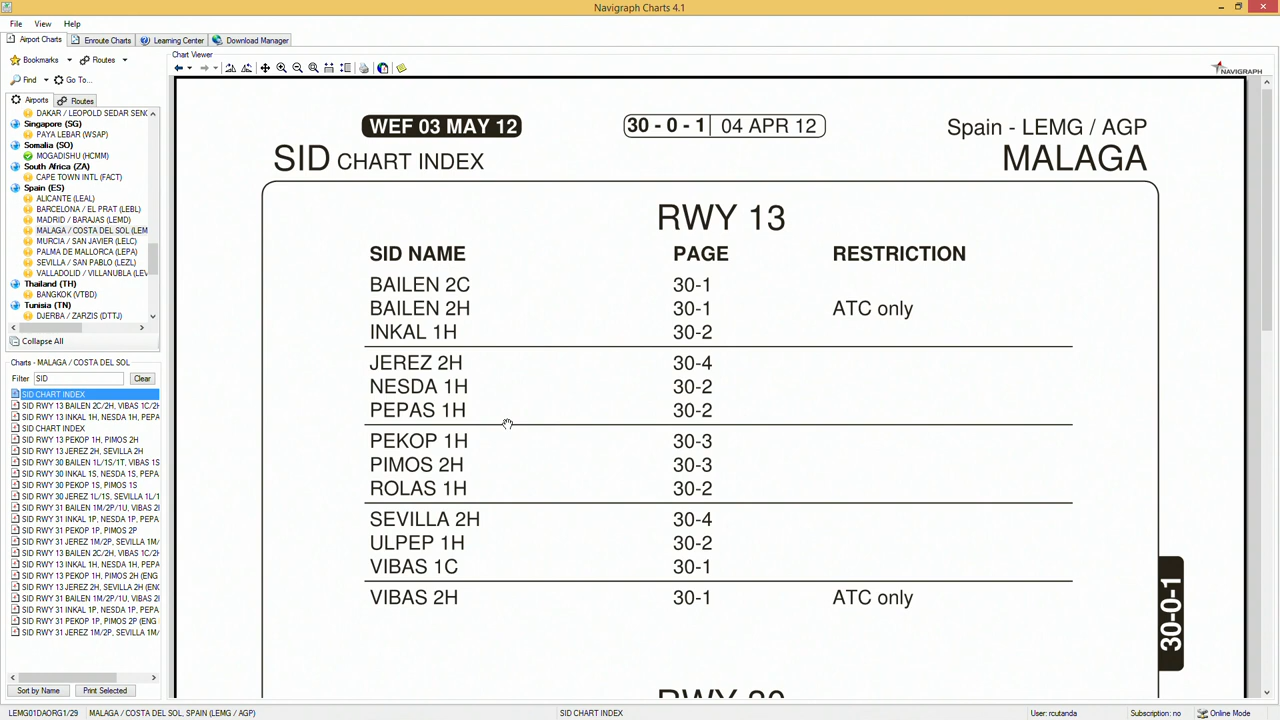 Navigraph Charts 4.1
File View Help
Airport Charts Enroute Charts Learning Center Download Manager
Bookmarks Routes
Find Go To...
Airports Routes
DAKAR / LEOPOLD SEDAR SENG
Singapore (SG)
PAYA LEBAR (WSAP)
Somalia (SO)
MOGADISHU (HCMM)
South Africa (ZA)
CAPE TOWN INTL (FACT)
Spain (ES)
ALICANTE (LEAL)
BARCELONA / EL PRAT (LEBL)
MADRID / BARAJAS (LEMD)
MALAGA / COSTA DEL SOL (LEM
MURCIA / SAN JAVIER (LELC)
PALMA DE MALLORCA (LEPA)
SEVILLA / SAN PABLO (LEZL)
VALLADOLID / VILLANUBLA (LEV
Thailand (TH)
BANGKOK (VTBD)
Tunisia (TN)
DJERBA / ZARZIS (DTTJ)
Collapse All
Charts - MALAGA / COSTA DEL SOL
Filter SID Clear
SID CHART INDEX
SID RWY 13 BAILEN 2C/2H, VIBAS 1C/2H
SID RWY 13 INKAL 1H, NESDA 1H, PEPA
SID CHART INDEX
SID RWY 13 PEKOP 1H, PIMOS 2H
SID RWY 13 JEREZ 2H, SEVILLA 2H
SID RWY 30 BAILEN 1L/1S/1T, VIBAS 1S
SID RWY 30 INKAL 1S, NESDA 1S, PEPA
SID RWY 30 PEKOP 1S, PIMOS 1S
SID RWY 30 JEREZ 1L/1S, SEVILLA 1L/1
SID RWY 31 BAILEN 1M/2P/1U, VIBAS 2
SID RWY 31 INKAL 1P, NESDA 1P, PEPA
SID RWY 31 PEKOP 1P, PIMOS 2P
SID RWY 31 JEREZ 1M/2P, SEVILLA 1M/
SID RWY 13 BAILEN 2C/2H, VIBAS 1C/2
SID RWY 13 INKAL 1H, NESDA 1H, PEPA
SID RWY 13 PEKOP 1H, PIMOS 2H (ENG
SID RWY 13 JEREZ 2H, SEVILLA 2H (EN
SID RWY 31 BAILEN 1M/2P/1U, VIBAS 2
SID RWY 31 INKAL 1P, NESDA 1P, PEPA
SID RWY 31 PEKOP 1P, PIMOS 2P (ENG
SID RWY 31 JEREZ 1M/2P, SEVILLA 1M/
Sort by Name Print Selected
Chart Viewer
NAVIGRAPH
WEF 03 MAY 12 30 - 0 - 1 04 APR 12 Spain - LEMG / AGP
SID CHART INDEX MALAGA
RWY 13
SID NAME PAGE RESTRICTION
BAILEN 2C 30-1
BAILEN 2H 30-1 ATC only
INKAL 1H 30-2
JEREZ 2H 30-4
NESDA 1H 30-2
PEPAS 1H 30-2
PEKOP 1H 30-3
PIMOS 2H 30-3
ROLAS 1H 30-2
SEVILLA 2H 30-4
ULPEP 1H 30-2
VIBAS 1C 30-1
VIBAS 2H 30-1 ATC only
30-0-1
LEMG01DAORG1/29 MALAGA / COSTA DEL SOL, SPAIN (LEMG / AGP) SID CHART INDEX User: rcutanda Subscription: no Online Mode